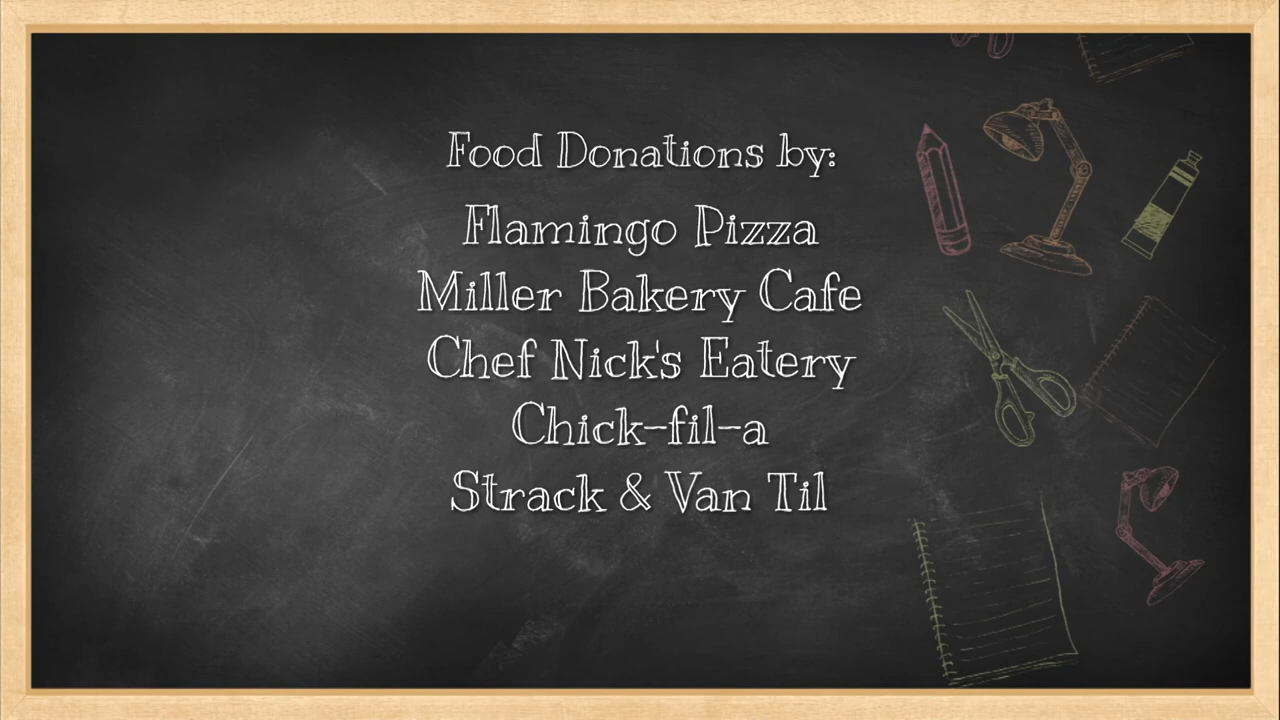 Food Donations by:
Flamingo Pizza
Miller Bakery Cafe
Chef Nick's Eatery
Chick-fil-a
Strack & Van Til